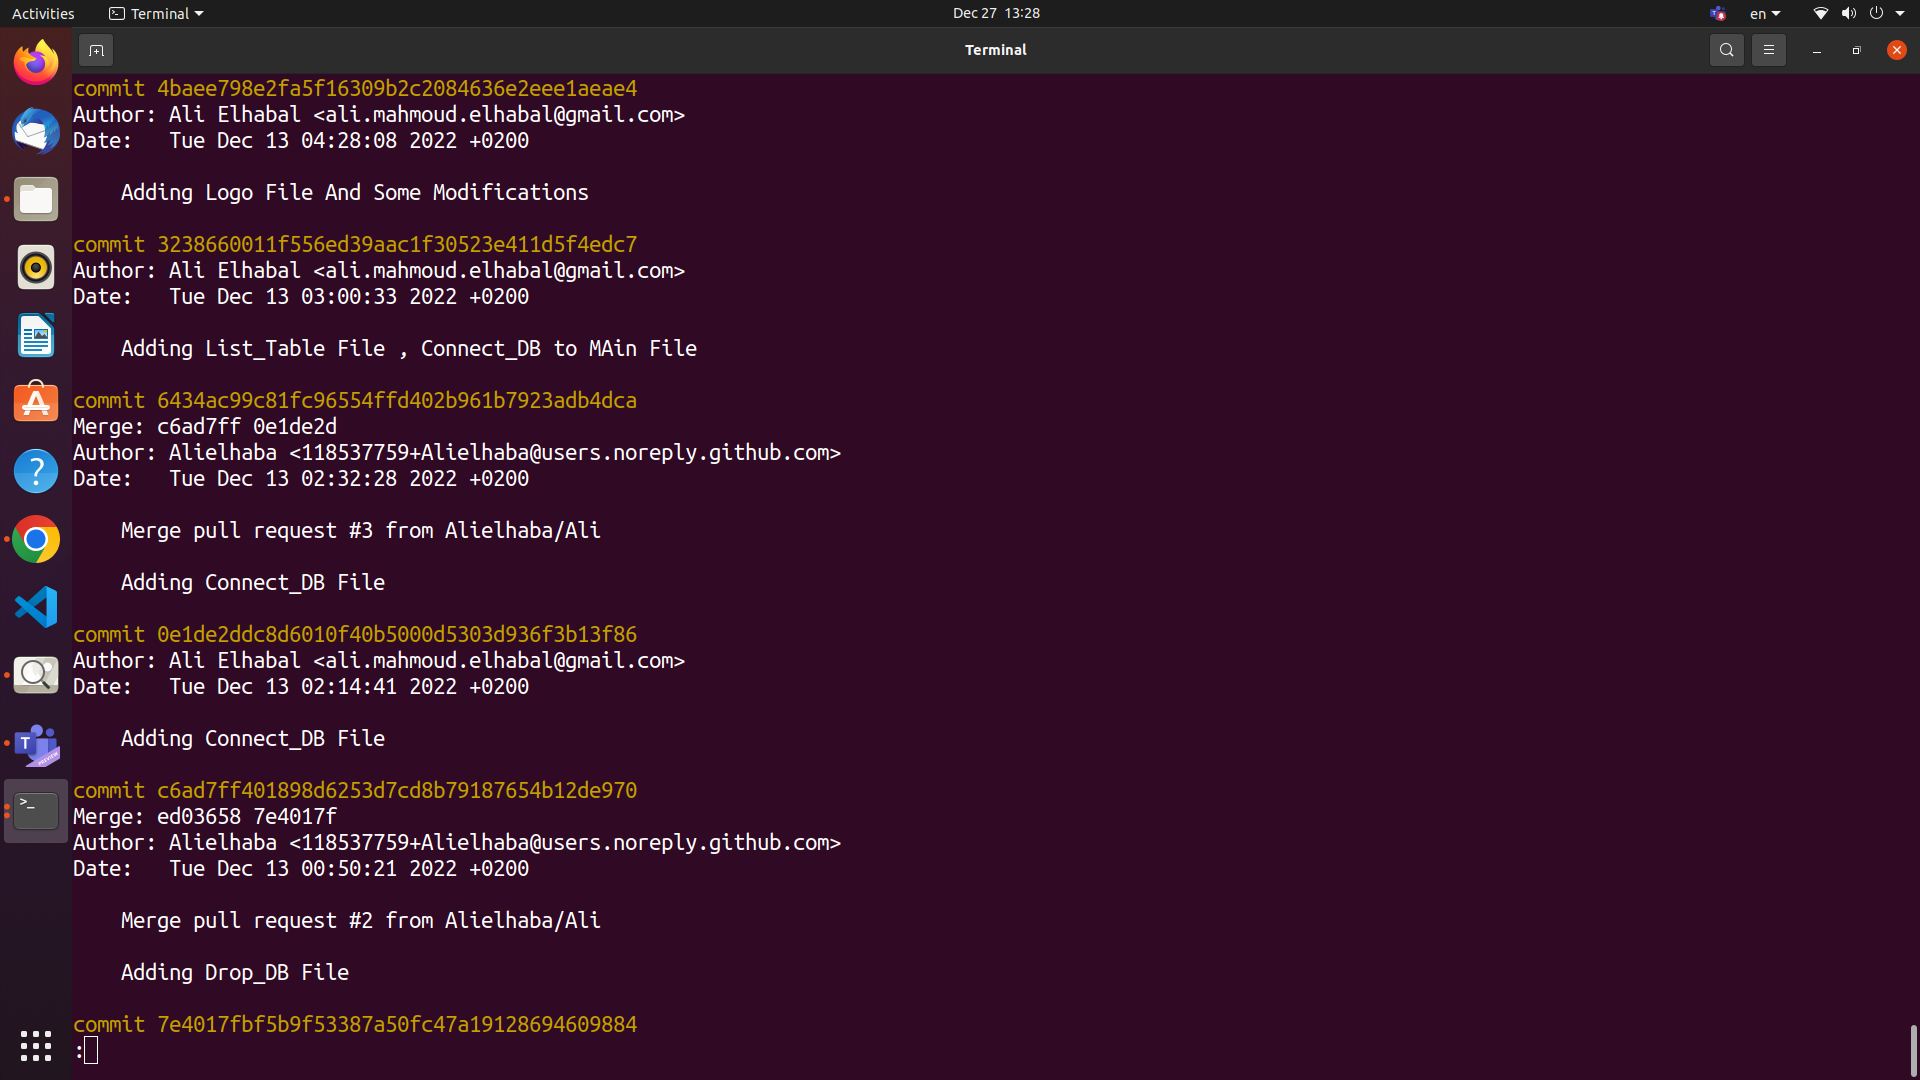 Activities
Terminal
Dec 27 13:28
en
Terminal
commit 4baee798e2fa5f16309b2c2084636e2eee1aeae4
Author: Ali Elhabal <ali.mahmoud.elhabal@gmail.com>
Date:   Tue Dec 13 04:28:08 2022 +0200
Adding Logo File And Some Modifications
commit 3238660011f556ed39aac1f30523e411d5f4edc7
Author: Ali Elhabal <ali.mahmoud.elhabal@gmail.com>
Date:   Tue Dec 13 03:00:33 2022 +0200
Adding List_Table File , Connect_DB to MAin File
commit 6434ac99c81fc96554ffd402b961b7923adb4dca
Merge: c6ad7ff 0e1de2d
Author: Alielhaba <118537759+Alielhaba@users.noreply.github.com>
Date:   Tue Dec 13 02:32:28 2022 +0200
Merge pull request #3 from Alielhaba/Ali
Adding Connect_DB File
commit 0e1de2ddc8d6010f40b5000d5303d936f3b13f86
Author: Ali Elhabal <ali.mahmoud.elhabal@gmail.com>
Date:   Tue Dec 13 02:14:41 2022 +0200
Adding Connect_DB File
commit c6ad7ff401898d6253d7cd8b79187654b12de970
Merge: ed03658 7e4017f
Author: Alielhaba <118537759+Alielhaba@users.noreply.github.com>
Date:   Tue Dec 13 00:50:21 2022 +0200
Merge pull request #2 from Alielhaba/Ali
Adding Drop_DB File
commit 7e4017fbf5b9f53387a50fc47a19128694609884
: